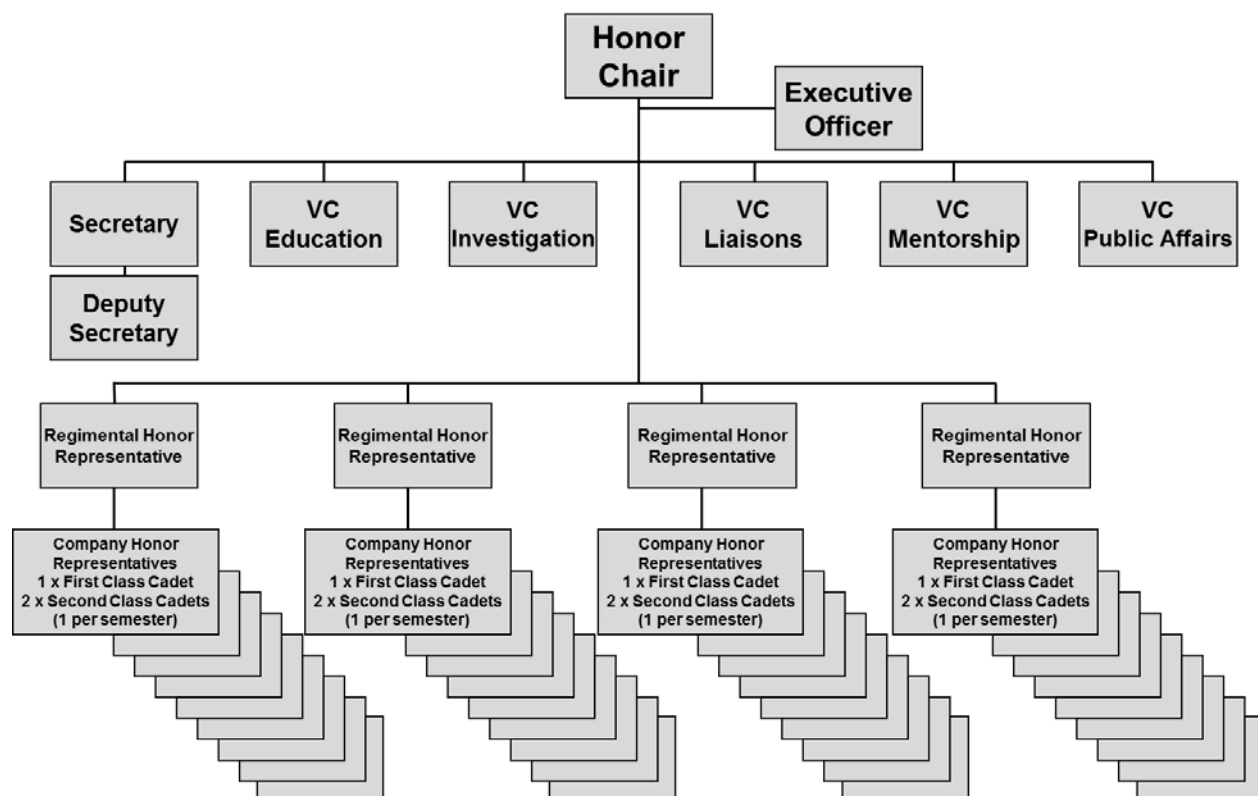 Honor
Chair
Executive
Officer
Secretary
VC
Education
VC
Investigation
VC
Liaisons
VC
Mentorship
VC
Public Affairs
Deputy
Secretary
Regimental Honor
Representative
Regimental Honor
Representative
Regimental Honor
Representative
Regimental Honor
Representative
Company Honor
Representatives
1 x First Class Cadet
2 x Second Class Cadets
(1 per semester)
Company Honor
Representatives
1 x First Class Cadet
2 x Second Class Cadets
(1 per semester)
Company Honor
Representatives
1 x First Class Cadet
2 x Second Class Cadets
(1 per semester)
Company Honor
Representatives
1 x First Class Cadet
2 x Second Class Cadets
(1 per semester)